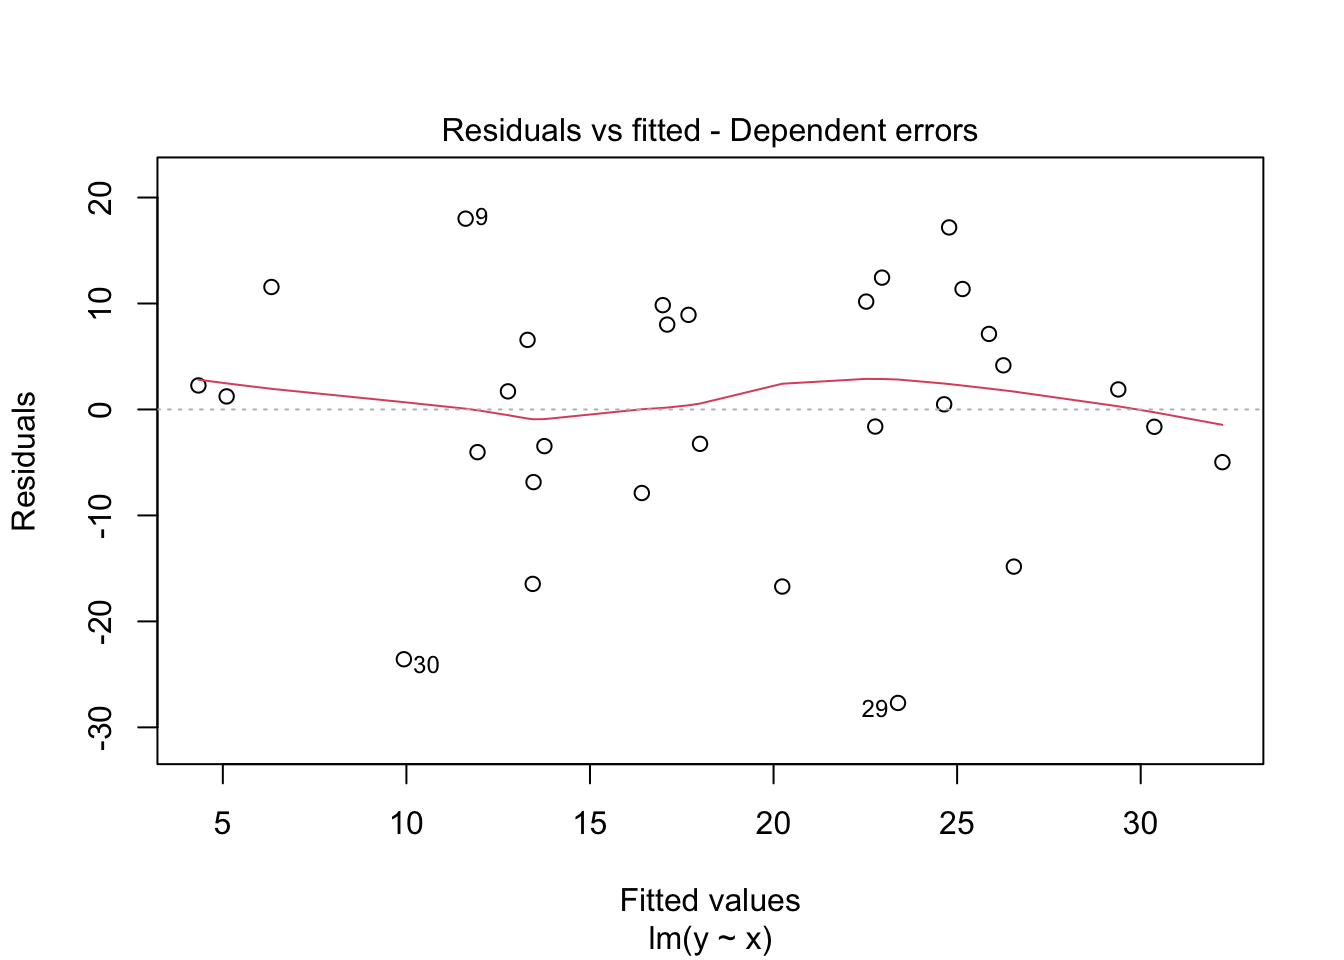 Residuals vs fitted - Dependent errors
20
10
0
-10
-20
-30
Residuals
9
30
29
5 10 15 20 25 30
Fitted values
lm(y ~ x)